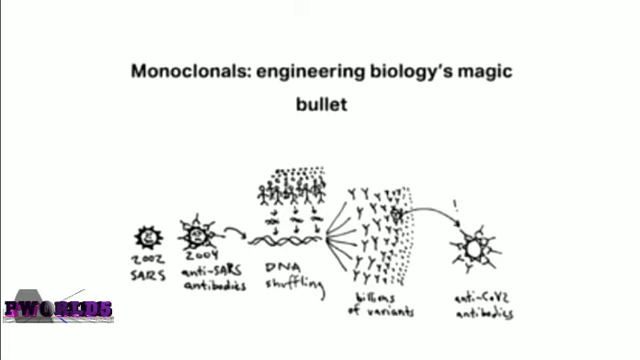 Monoclonals: engineering biology's magic
bullet
!
2002
SARS
2004
anti-SARS
antibodies
DNA
shuffling
billions
of variants
anti-CoV2
antibodies
PWORLD5